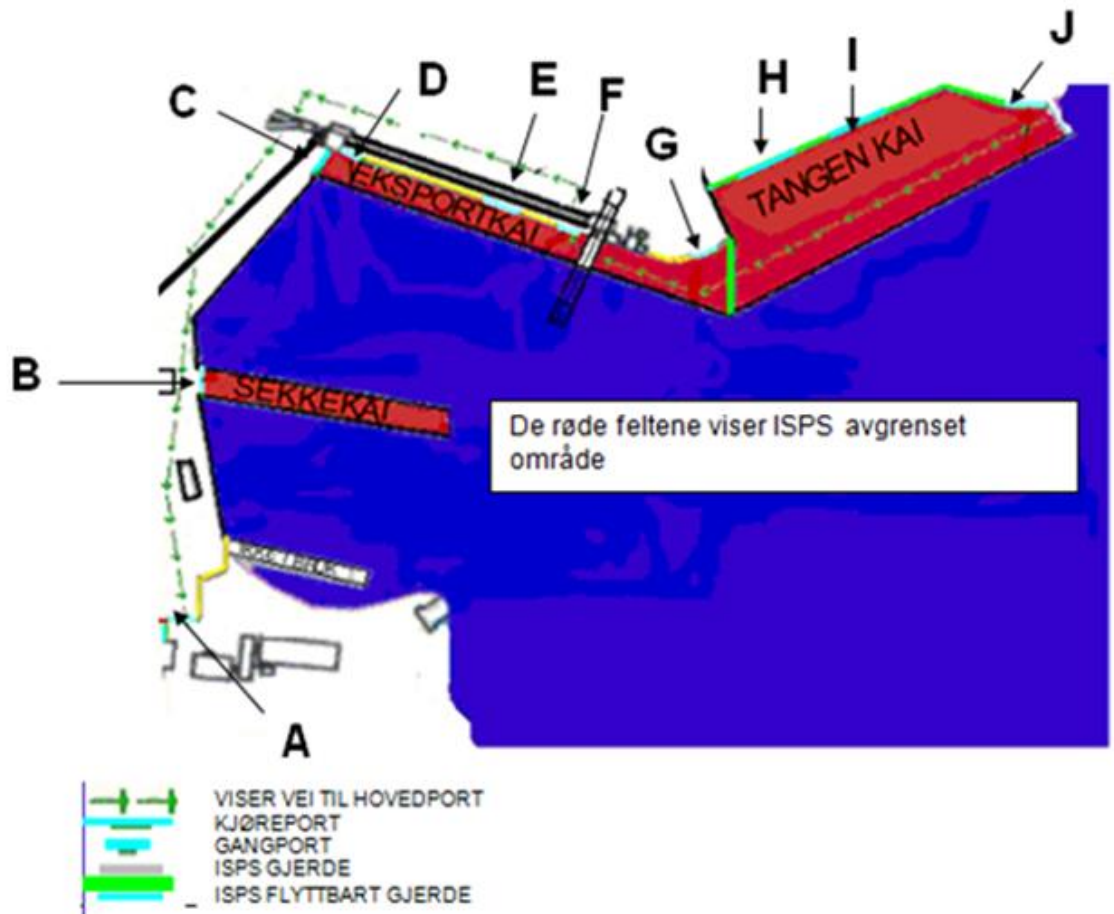 J
I
H
D
E
C
F
G
TANGEN KAI
EKSPORTKAI
B
SEKKEKAI
De røde feltene viser ISPS avgrenset
område
A
VISER VEI TIL HOVEDPORT
KJØREPORT
GANGPORT
ISPS GJERDE
ISPS FLYTTBART GJERDE